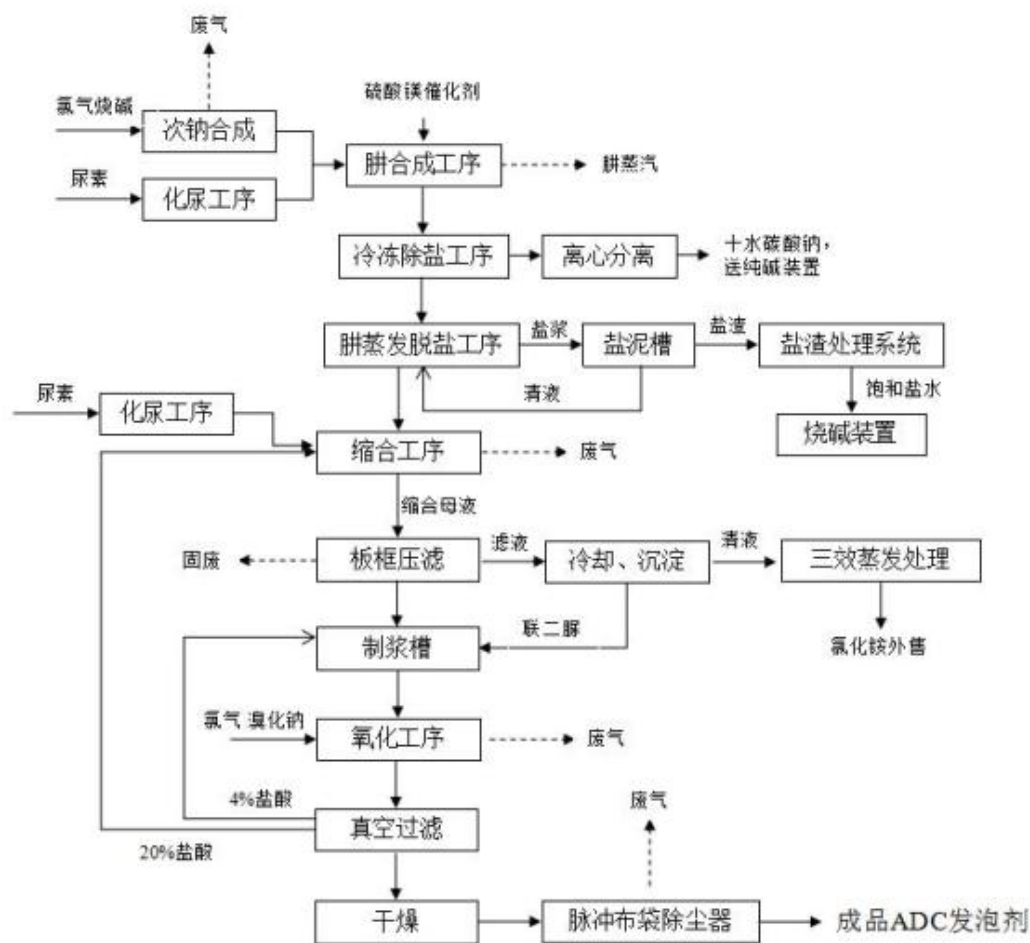 废气
硫酸镁催化剂
氯气烧碱
次钠合成
肼合成工序
肼蒸汽
尿素
化尿工序
冷冻除盐工序
离心分离
十水碳酸钠，
送纯碱装置
肼蒸发脱盐工序
盐浆
盐泥槽
盐渣
盐渣处理系统
清液
饱和盐水
烧碱装置
尿素
化尿工序
缩合工序
废气
缩合母液
固废
板框压滤
滤液
冷却、沉淀
清液
三效蒸发处理
联二脲
制浆槽
氯化铵外售
氯气 溴化钠
氧化工序
废气
4%盐酸
真空过滤
20%盐酸
废气
干燥
脉冲布袋除尘器
成品ADC发泡剂